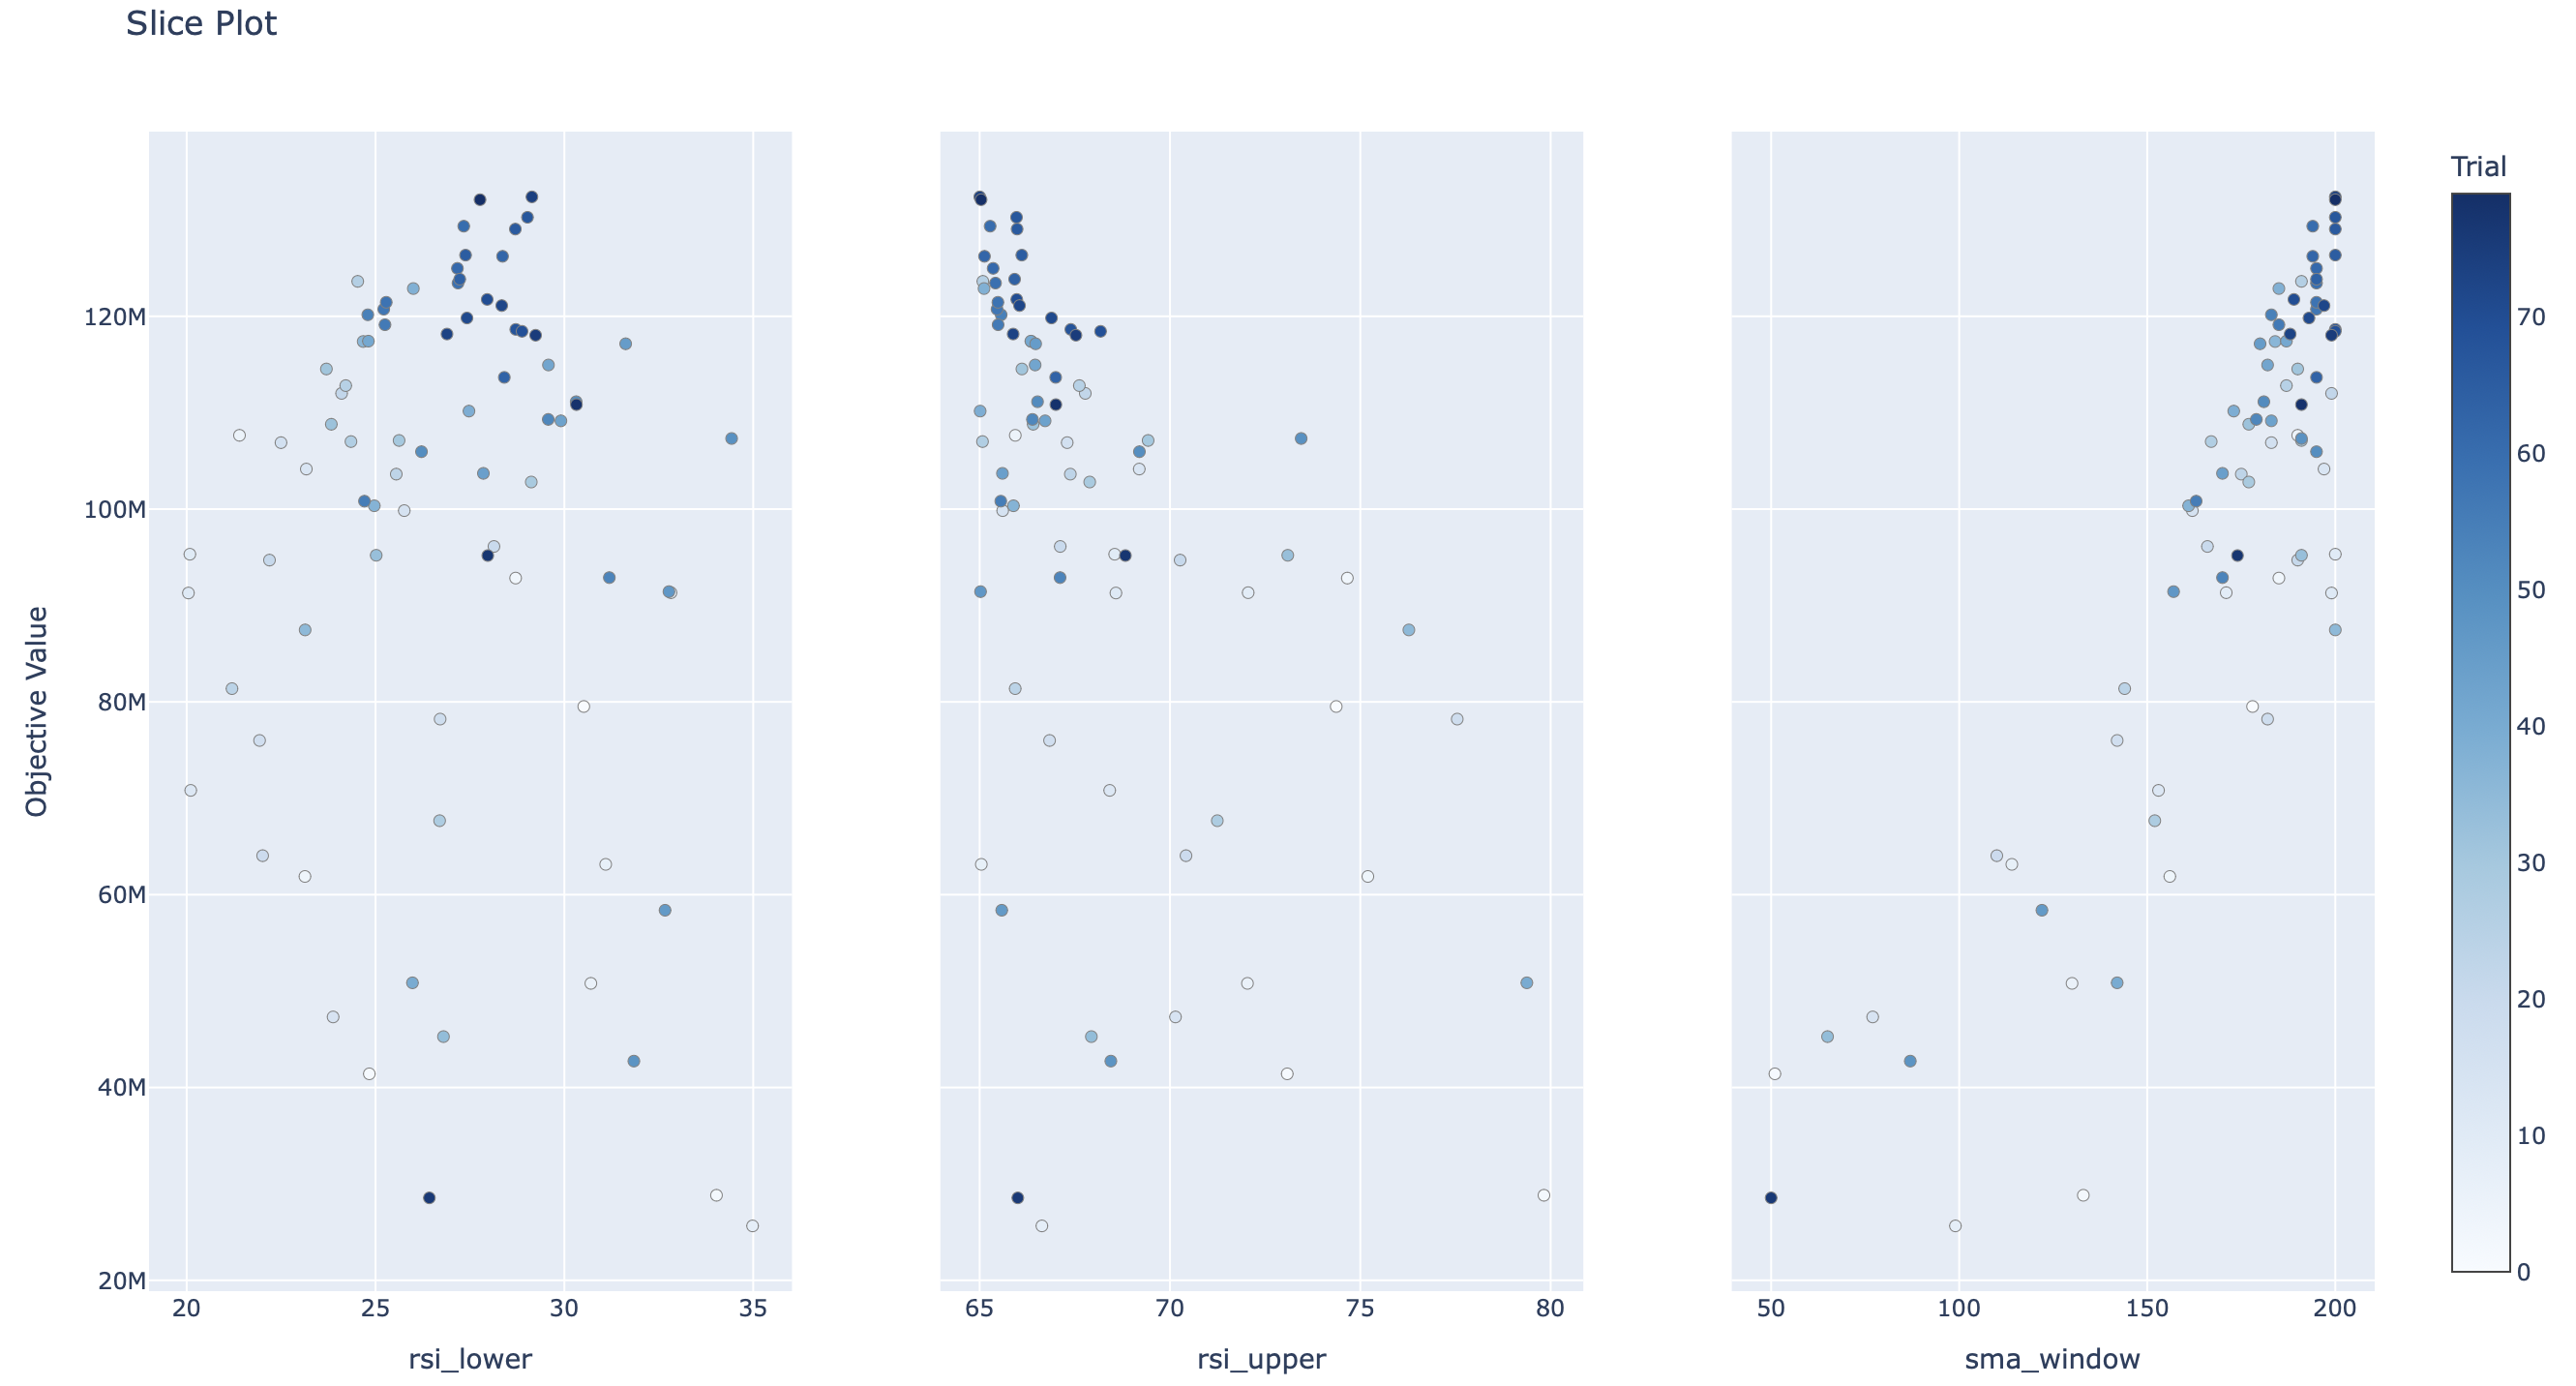 Slice Plot
Objective Value
120M
100M
80M
60M
40M
20M
20 25 30 35
rsi_lower
65 70 75 80
rsi_upper
50 100 150 200
sma_window
Trial
70
60
50
40
30
20
10
0